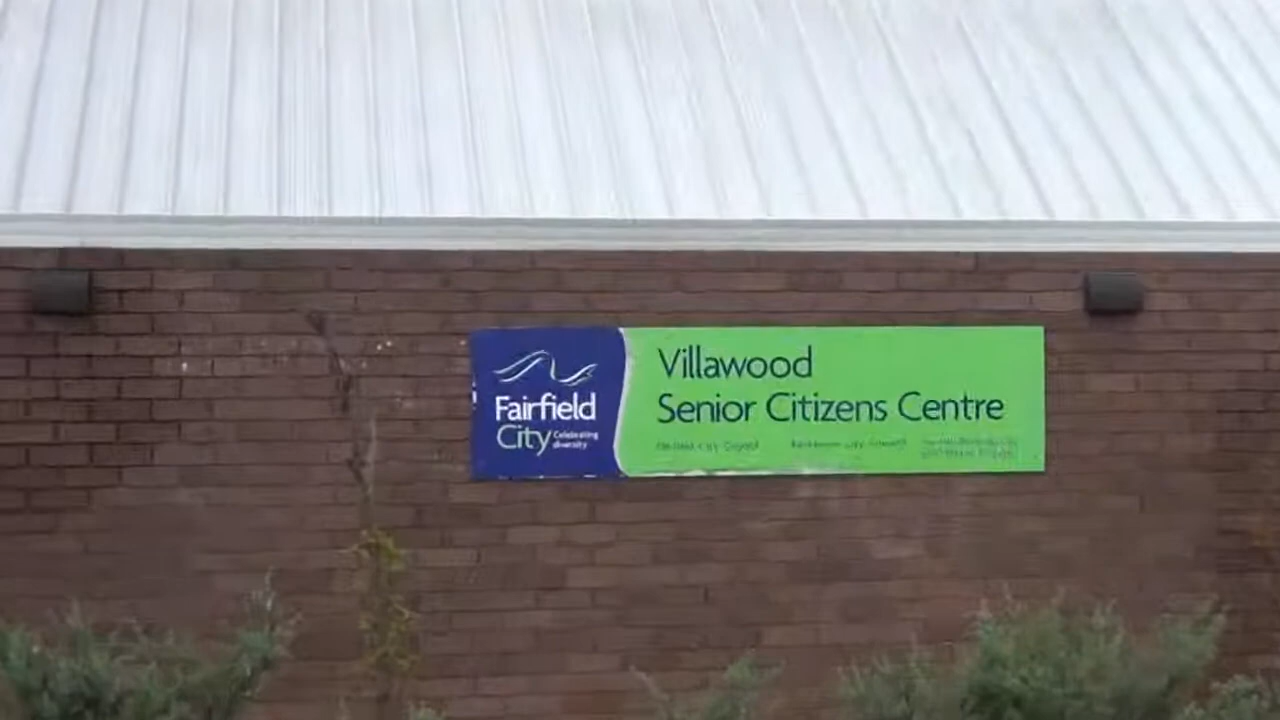 Villawood
Senior Citizens Centre
Fairfield
City Celebrating
diversity